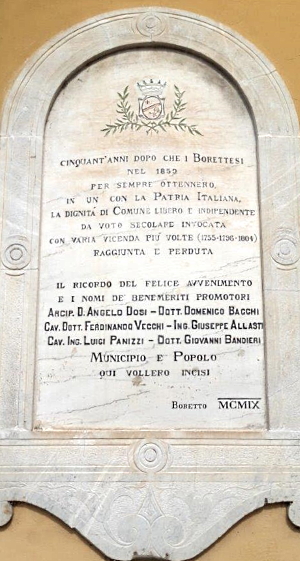 CINQUANT'ANNI DOPO CHE I BORETTESI
NEL 1859
PER SEMPRE OTTENNERO,
IN UN CON LA PATRIA ITALIANA,
LA DIGNITÀ DI COMUNE LIBERO E INDIPENDENTE
DA VOTO SECOLARE INVOCATA
CON VARIA VICENDA PIU' VOLTE (1755-1796-1804)
RAGGIUNTA E PERDUTA
IL RICORDO DEL FELICE AVVENIMENTO
E I NOMI DE' BENEMERITI PROMOTORI
ARCIP. D. ANGELO DOSI – DOTT. DOMENICO BACCHI
CAV. DOTT. FERDINANDO VECCHI – ING. GIUSEPPE ALLASTI
CAV. ING. LUIGI PANIZZI – DOTT. GIOVANNI BANDIERI
MUNICIPIO E POPOLO
QUI VOLLERO INCISI
BORETTO MCMIX